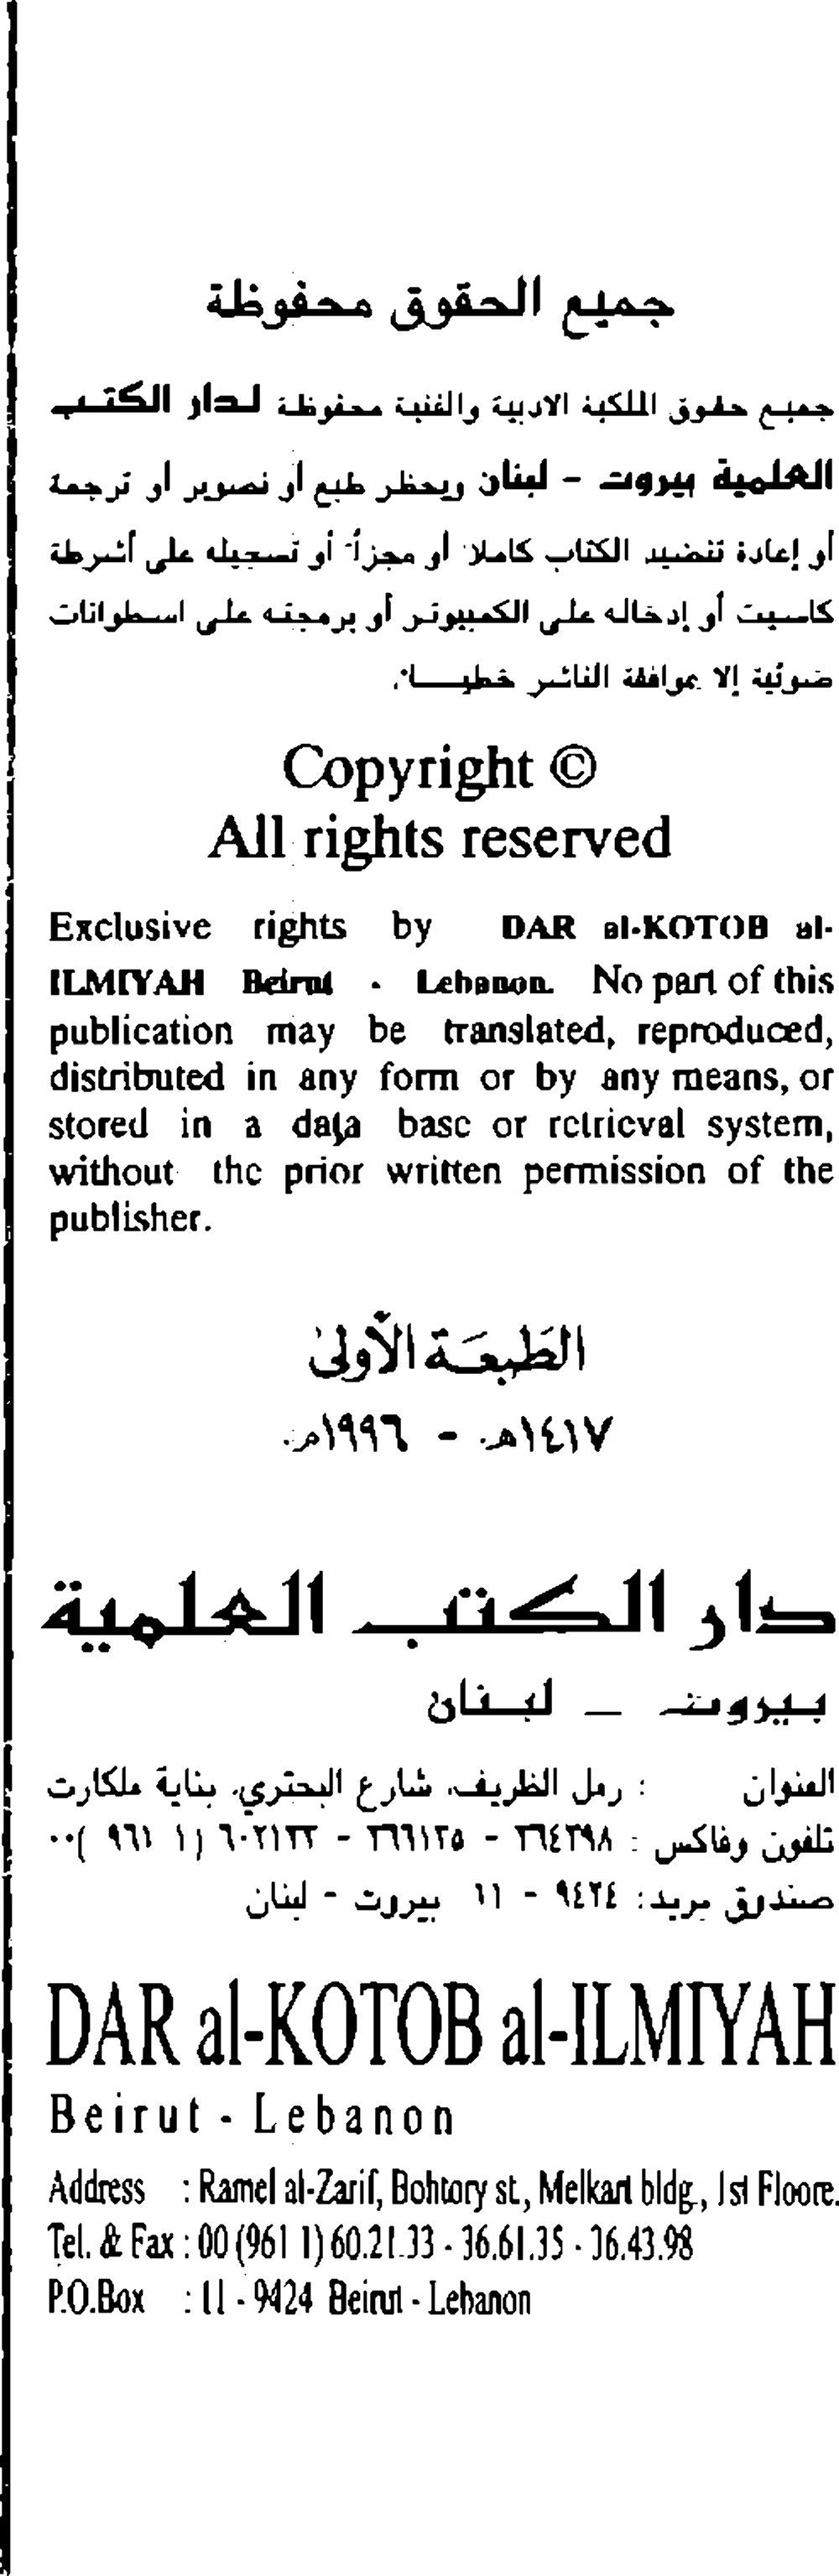 جميع الحقوق محفوظة
جميع حقوق الملكية الادبية والفنية محفوظة لدار الكتب
العلمية بيروت - لبنان ويحظر طبع أو تصوير أو ترجمة
أو إعادة تنضيد الكتاب كاملاً أو مجزأ أو تسجيله على أشرطة
كاسيت أو إدخاله على الكمبيوتر أو برمجته على اسطوانات
ضوئية إلا بموافقة الناشر خطيـــاً.
Copyright ©
All rights reserved
Exclusive rights by DAR al-KOTOB al-
ILMIYAH Beirut - Lebanon. No part of this
publication may be translated, reproduced,
distributed in any form or by any means, or
stored in a data base or retrieval system,
without the prior written permission of the
publisher.
الطَّبعَـة الأولى
١٤١٧هـ - ١٩٩٦م.
دار الكتب العلمية
بيروت _ لبنان
العنوان : رمل الظريف، شارع البحتري، بناية ملكارت
تلفون وفاكس : ٣٦٤٣٩٨ - ٣٦٦١٣٥ - ٦٠٢١٣٣ (١ ٩٦١ )٠٠
صندوق بريد: ٩٤٢٤ - ١١ بيروت - لبنان
DAR al-KOTOB al-ILMIYAH
Beirut - Lebanon
Address : Ramel al-Zarif, Bohtory st., Melkart bldg., 1st Floore.
Tel. & Fax : 00 (961 1) 60.21.33 - 36.61.35 - 36.43.98
P.O.Box : 11 - 9424 Beirut - Lebanon